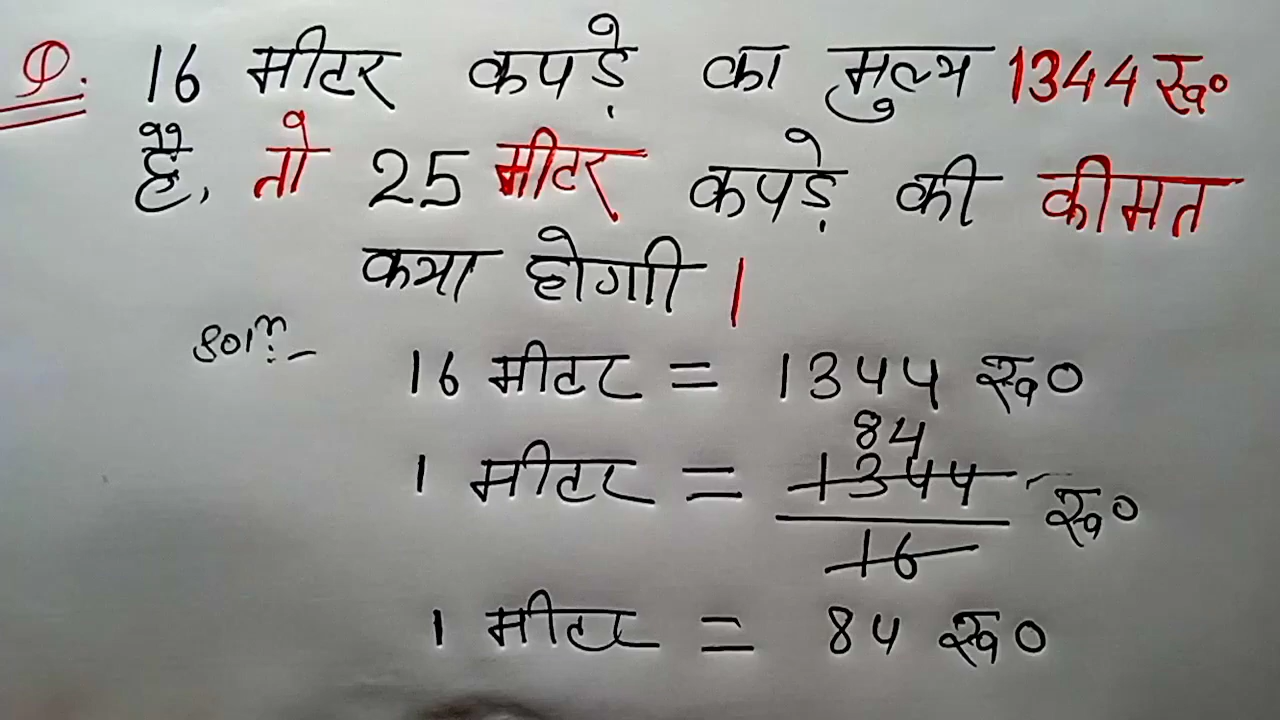 Q. 16 मीटर कपड़े का मुल्य 1344 रू०
है, तो 25 मीटर कपड़े की कीमत
क्या होगी।
Solⁿ:-
16 मीटर = 1344 रू०
84
1 मीटर = 1344 रू०
16
1 मीटर = 84 रू०